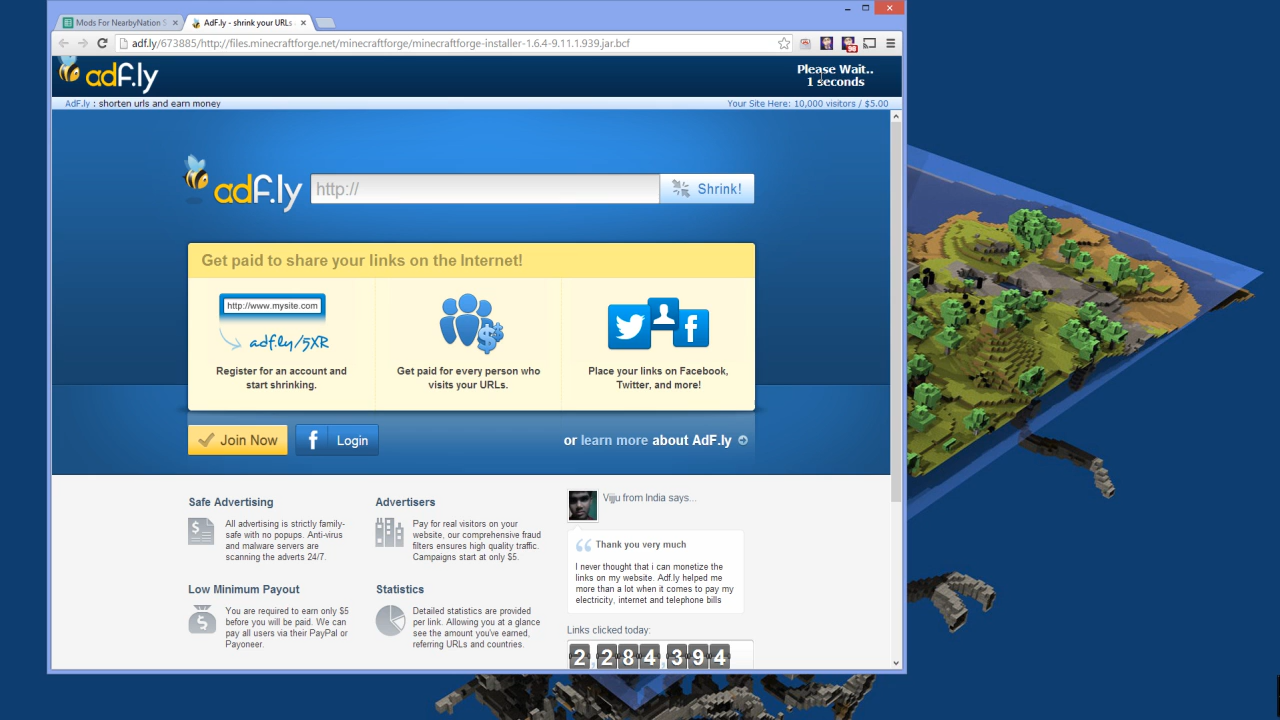 Mods For NearbyNation S
AdF.ly - shrink your URLs
adf.ly/673885/http://files.minecraftforge.net/minecraftforge/minecraftforge-installer-1.6.4-9.11.1.939.jar.bcf
98
adf.ly
Please Wait..
1 seconds
AdF.ly : shorten urls and earn money
Your Site Here: 10,000 visitors / $5.00
adf.ly
http://
Shrink!
Get paid to share your links on the Internet!
http://www.mysite.com
adf.ly/5XR
Register for an account and
start shrinking.
Get paid for every person who
visits your URLs.
Place your links on Facebook,
Twitter, and more!
Join Now
f Login
or learn more about AdF.ly
Safe Advertising
All advertising is strictly family-
safe with no popups. Anti-virus
and malware servers are
scanning the adverts 24/7.
Advertisers
Pay for real visitors on your
website, our comprehensive fraud
filters ensures high quality traffic.
Campaigns start at only $5.
Vijju from India says...
Thank you very much
I never thought that i can monetize the
links on my website. Adf.ly helped me
more than a lot when it comes to pay my
electricity, internet and telephone bills
Low Minimum Payout
You are required to earn only $5
before you will be paid. We can
pay all users via their PayPal or
Payoneer.
Statistics
Detailed statistics are provided
per link. Allowing you at a glance
see the amount you've earned,
referring URLs and countries.
Links clicked today:
2,284,394